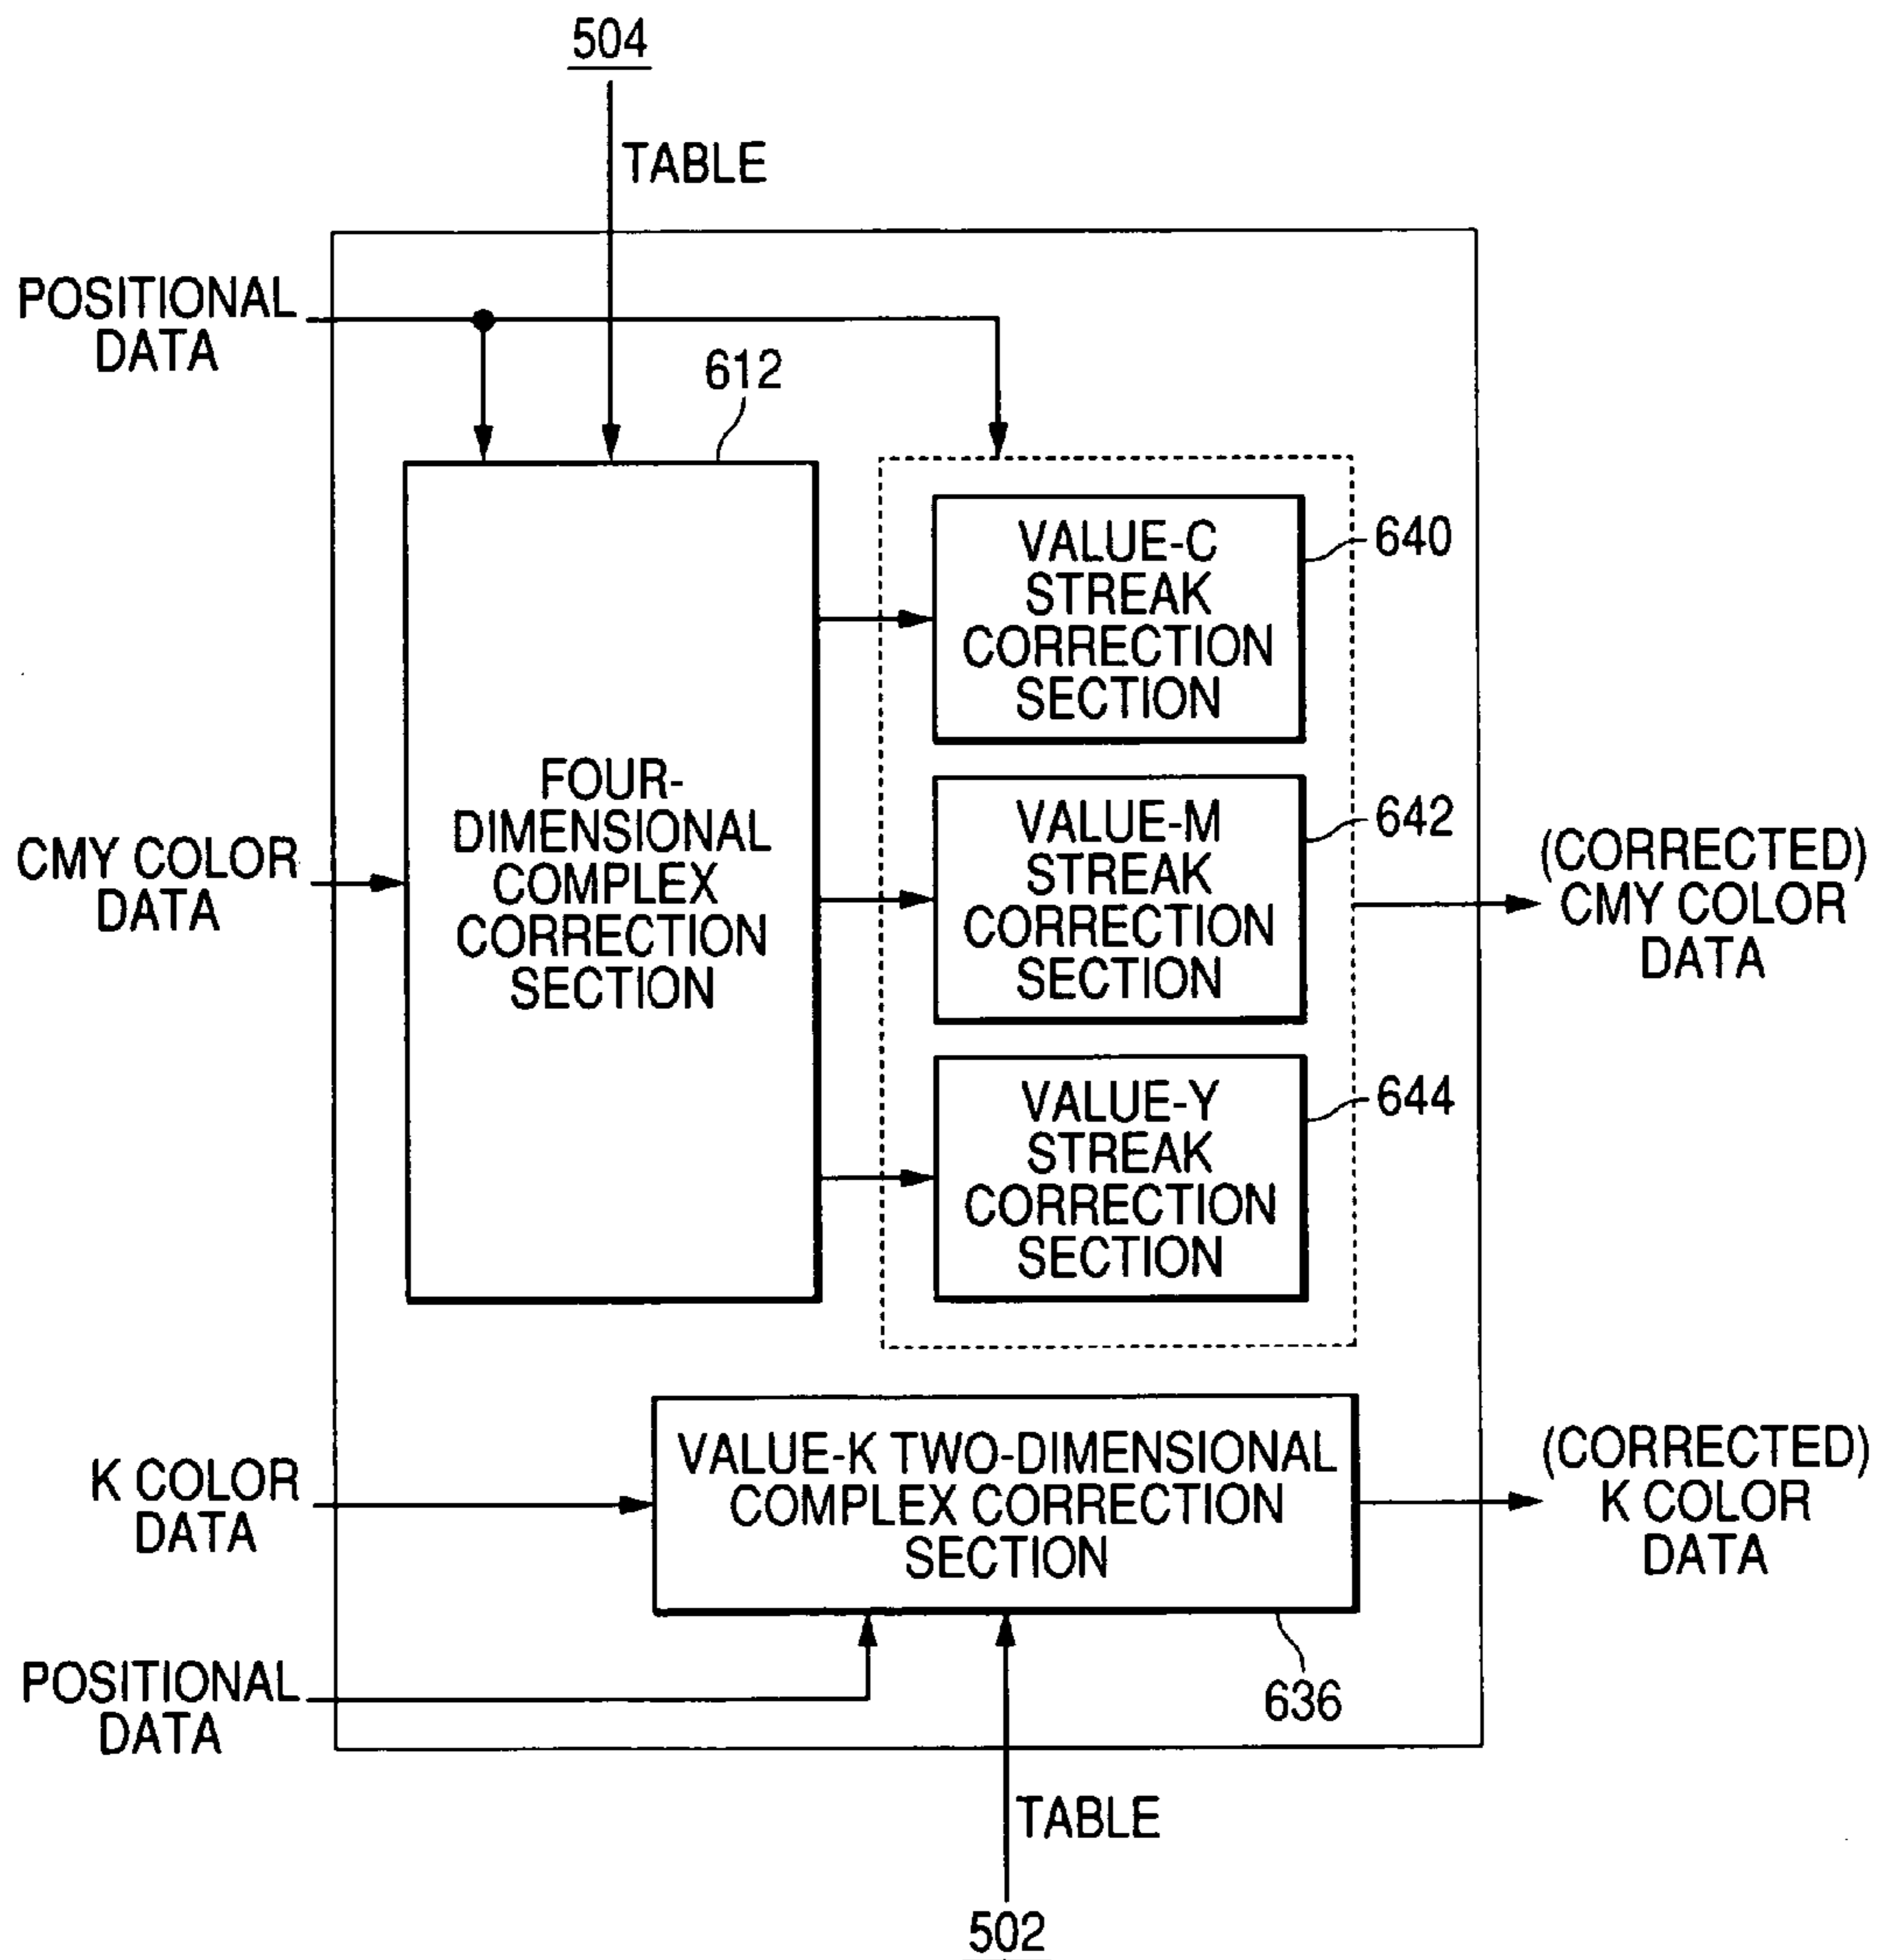 504
TABLE
POSITIONAL
DATA
612
640
VALUE-C
STREAK
CORRECTION
SECTION
FOUR-
DIMENSIONAL
COMPLEX
CORRECTION
SECTION
642
VALUE-M
STREAK
CORRECTION
SECTION
CMY COLOR
DATA
(CORRECTED)
CMY COLOR
DATA
644
VALUE-Y
STREAK
CORRECTION
SECTION
K COLOR
DATA
VALUE-K TWO-DIMENSIONAL
COMPLEX CORRECTION
SECTION
(CORRECTED)
K COLOR
DATA
POSITIONAL
DATA
636
TABLE
502